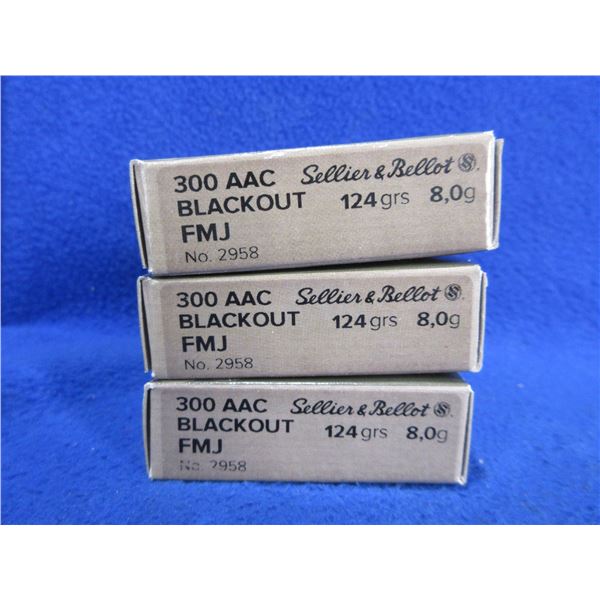 300 AAC Sellier & Bellot S&B
BLACKOUT 124 grs 8,0g
FMJ
No. 2958
300 AAC Sellier & Bellot S&B
BLACKOUT 124 grs 8,0g
FMJ
No. 2958
300 AAC Sellier & Bellot S&B
BLACKOUT 124 grs 8,0g
FMJ
No. 2958